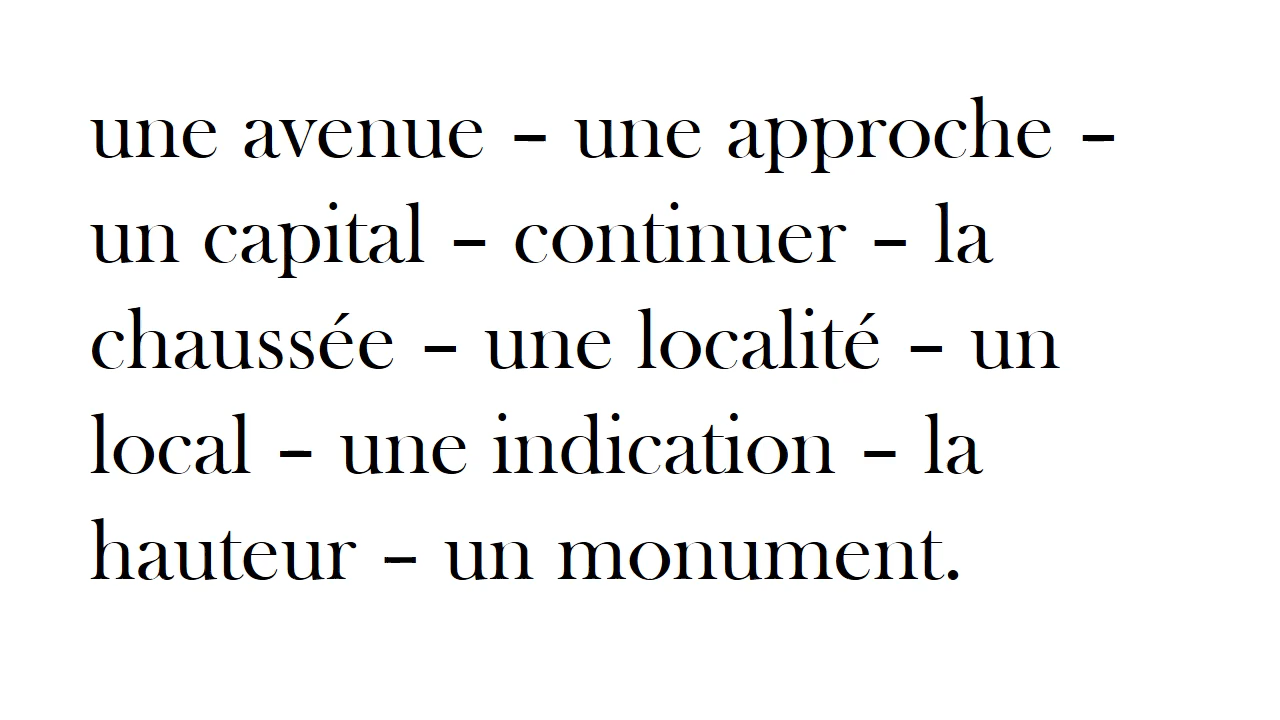 une avenue – une approche –
un capital – continuer – la
chaussée – une localité – un
local – une indication – la
hauteur – un monument.